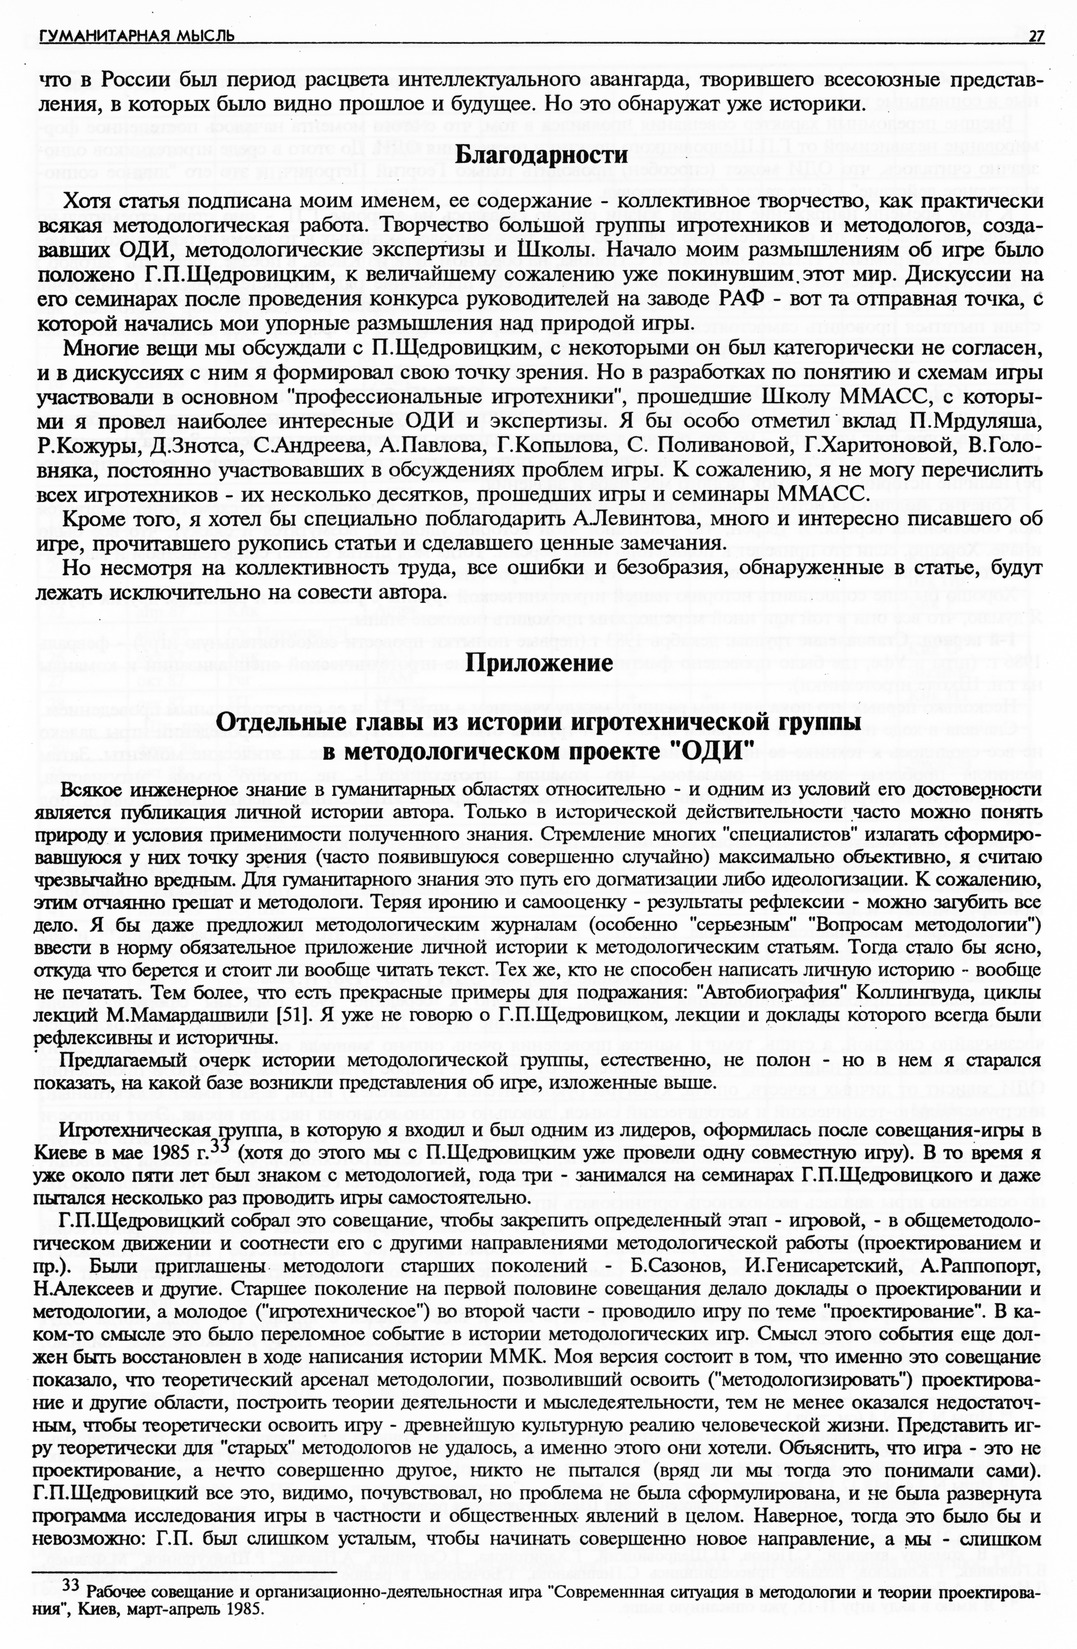 ГУМАНИТАРНАЯ МЫСЛЬ 27
что в России был период расцвета интеллектуального авангарда, творившего всесоюзные представ-
ления, в которых было видно прошлое и будущее. Но это обнаружат уже историки.
Благодарности
Хотя статья подписана моим именем, ее содержание - коллективное творчество, как практически
всякая методологическая работа. Творчество большой группы игротехников и методологов, созда-
вавших ОДИ, методологические экспертизы и Школы. Начало моим размышлениям об игре было
положено Г.П.Щедровицким, к величайшему сожалению уже покинувшим этот мир. Дискуссии на
его семинарах после проведения конкурса руководителей на заводе РАФ - вот та отправная точка, с
которой начались мои упорные размышления над природой игры.
Многие вещи мы обсуждали с П.Щедровицким, с некоторыми он был категорически не согласен,
и в дискуссиях с ним я формировал свою точку зрения. Но в разработках по понятию и схемам игры
участвовали в основном "профессиональные игротехники", прошедшие Школу ММАСС, с которы-
ми я провел наиболее интересные ОДИ и экспертизы. Я бы особо отметил вклад П.Мрдуляша,
Р.Кожуры, Д.Знотса, С.Андреева, А.Павлова, Г.Копылова, С. Поливановой, Г.Харитоновой, В.Голо-
вняка, постоянно участвовавших в обсуждениях проблем игры. К сожалению, я не могу перечислить
всех игротехников - их несколько десятков, прошедших игры и семинары ММАСС.
Кроме того, я хотел бы специально поблагодарить А.Левинтова, много и интересно писавшего об
игре, прочитавшего рукопись статьи и сделавшего ценные замечания.
Но несмотря на коллективность труда, все ошибки и безобразия, обнаруженные в статье, будут
лежать исключительно на совести автора.
Приложение
Отдельные главы из истории игротехнической группы
в методологическом проекте "ОДИ"
Всякое инженерное знание в гуманитарных областях относительно - и одним из условий его достоверности
является публикация личной истории автора. Только в исторической действительности часто можно понять
природу и условия применимости полученного знания. Стремление многих "специалистов" излагать сформиро-
вавшуюся у них точку зрения (часто появившуюся совершенно случайно) максимально объективно, я считаю
чрезвычайно вредным. Для гуманитарного знания это путь его догматизации либо идеологизации. К сожалению,
этим отчаянно грешат и методологи. Теряя иронию и самооценку - результаты рефлексии - можно загубить все
дело. Я бы даже предложил методологическим журналам (особенно "серьезным" "Вопросам методологии")
ввести в норму обязательное приложение личной истории к методологическим статьям. Тогда стало бы ясно,
откуда что берется и стоит ли вообще читать текст. Тех же, кто не способен написать личную историю - вообще
не печатать. Тем более, что есть прекрасные примеры для подражания: "Автобиография" Коллингвуда, циклы
лекций М.Мамардашвили [51]. Я уже не говорю о Г.П.Щедровицком, лекции и доклады которого всегда были
рефлексивны и историчны.
Предлагаемый очерк истории методологической группы, естественно, не полон - но в нем я старался
показать, на какой базе возникли представления об игре, изложенные выше.
Игротехническая группа, в которую я входил и был одним из лидеров, оформилась после совещания-игры в
Киеве в мае 1985 г.33 (хотя до этого мы с П.Щедровицким уже провели одну совместную игру). В то время я
уже около пяти лет был знаком с методологией, года три - занимался на семинарах Г.П.Щедровицкого и даже
пытался несколько раз проводить игры самостоятельно.
Г.П.Щедровицкий собрал это совещание, чтобы закрепить определенный этап - игровой, - в общеметодоло-
гическом движении и соотнести его с другими направлениями методологической работы (проектированием и
пр.). Были приглашены методологи старших поколений - Б.Сазонов, И.Генисаретский, А.Раппопорт,
Н.Алексеев и другие. Старшее поколение на первой половине совещания делало доклады о проектировании и
методологии, а молодое ("игротехническое") во второй части - проводило игру по теме "проектирование". В ка-
ком-то смысле это было переломное событие в истории методологических игр. Смысл этого события еще дол-
жен быть восстановлен в ходе написания истории ММК. Моя версия состоит в том, что именно это совещание
показало, что теоретический арсенал методологии, позволивший освоить ("методологизировать") проектирова-
ние и другие области, построить теории деятельности и мыследеятельности, тем не менее оказался недостаточ-
ным, чтобы теоретически освоить игру - древнейшую культурную реалию человеческой жизни. Представить иг-
ру теоретически для "старых" методологов не удалось, а именно этого они хотели. Объяснить, что игра - это не
проектирование, а нечто совершенно другое, никто не пытался (вряд ли мы тогда это понимали сами).
Г.П.Щедровицкий все это, видимо, почувствовал, но проблема не была сформулирована, и не была развернута
программа исследования игры в частности и общественных явлений в целом. Наверное, тогда это было бы и
невозможно: Г.П. был слишком усталым, чтобы начинать совершенно новое направление, а мы - слишком
33 Рабочее совещание и организационно-деятельностная игра "Современнная ситуация в методологии и теории проектирова-
ния", Киев, март-апрель 1985.